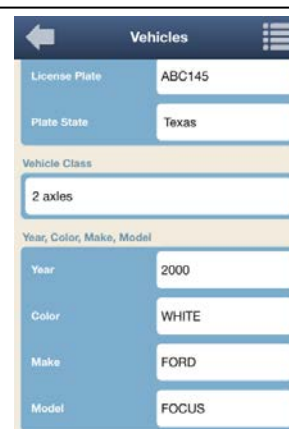 Vehicles
License Plate ABC145
Plate State Texas
Vehicle Class
2 axles
Year, Color, Make, Model
Year 2000
Color WHITE
Make FORD
Model FOCUS